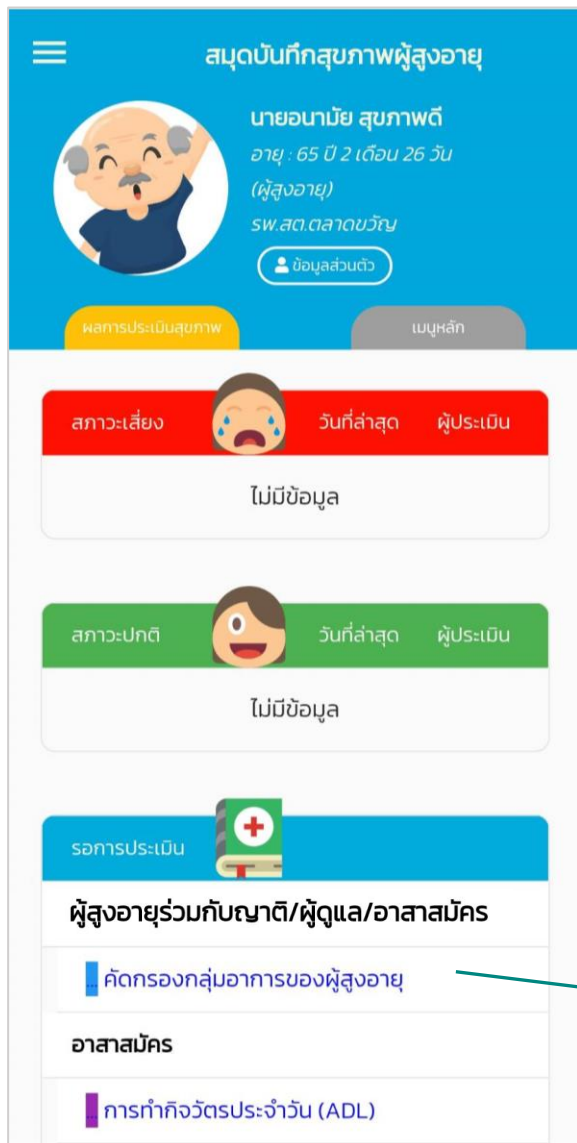 สมุดบันทึกสุขภาพผู้สูงอายุ
นายอนามัย สุขภาพดี
อายุ : 65 ปี 2 เดือน 26 วัน
(ผู้สูงอายุ)
รพ.สต.ตลาดขวัญ
ข้อมูลส่วนตัว
ผลการประเมินสุขภาพ เมนูหลัก
สภาวะเสี่ยง วันที่ล่าสุด ผู้ประเมิน
ไม่มีข้อมูล
สภาวะปกติ วันที่ล่าสุด ผู้ประเมิน
ไม่มีข้อมูล
รอการประเมิน
ผู้สูงอายุร่วมกับญาติ/ผู้ดูแล/อาสาสมัคร
... คัดกรองกลุ่มอาการของผู้สูงอายุ
อาสาสมัคร
... การทำกิจวัตรประจำวัน (ADL)